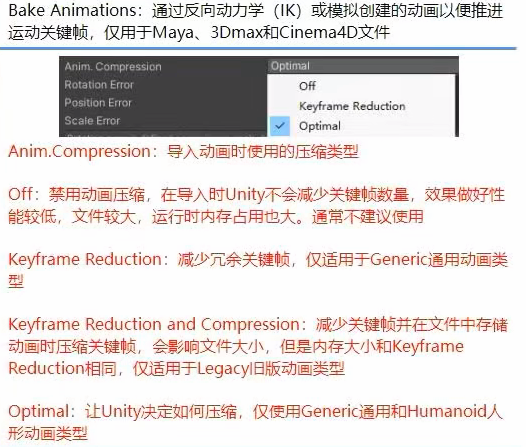 Bake Animations：通过反向动力学（IK）或模拟创建的动画以便推进
运动关键帧，仅用于Maya、3Dmax和Cinema4D文件
Anim. Compression
Optimal
Rotation Error
Off
Position Error
Keyframe Reduction
Scale Error
Optimal
Anim.Compression：导入动画时使用的压缩类型
Off：禁用动画压缩，在导入时Unity不会减少关键帧数量，效果做好性
能较低，文件较大，运行时内存占用也大。通常不建议使用
Keyframe Reduction：减少冗余关键帧，仅适用于Generic通用动画类
型
Keyframe Reduction and Compression：减少关键帧并在文件中存储
动画时压缩关键帧，会影响文件大小，但是内存大小和Keyframe
Reduction相同，仅适用于Legacy旧版动画类型
Optimal：让Unity决定如何压缩，仅使用Generic通用和Humanoid人
形动画类型